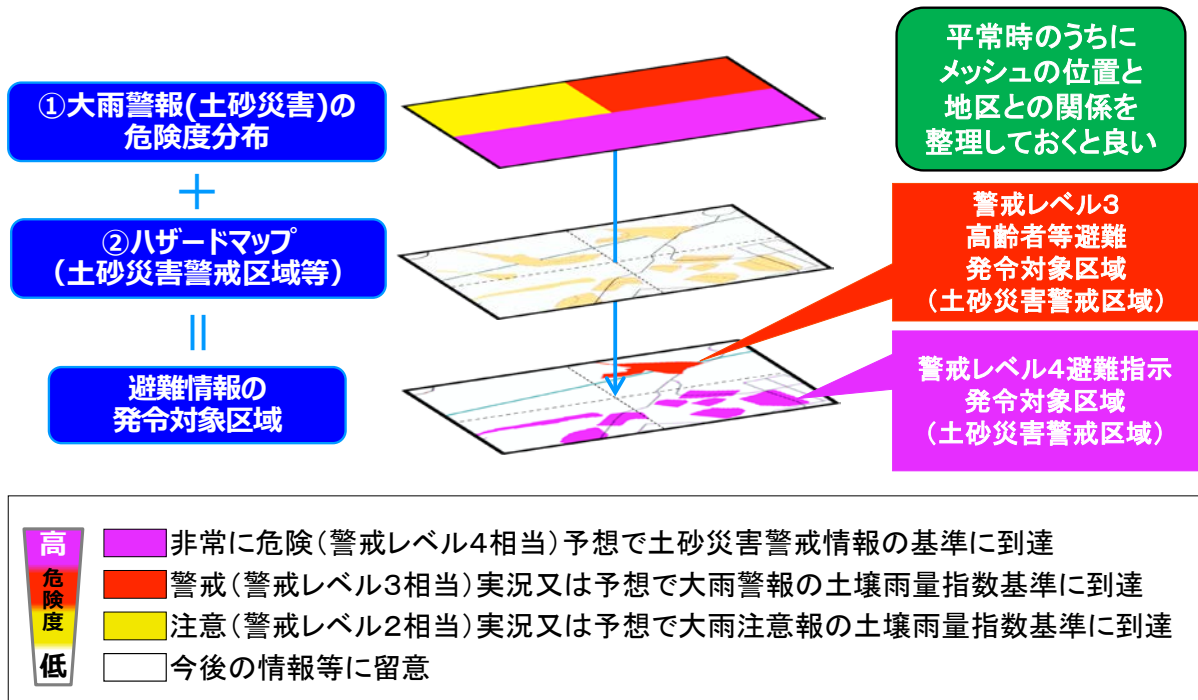 ①大雨警報(土砂災害)の
危険度分布
＋
②ハザードマップ
（土砂災害警戒区域等）
＝
避難情報の
発令対象区域
平常時のうちに
メッシュの位置と
地区との関係を
整理しておくと良い
警戒レベル３
高齢者等避難
発令対象区域
（土砂災害警戒区域）
警戒レベル４避難指示
発令対象区域
（土砂災害警戒区域）
高
危険度
低
非常に危険（警戒レベル４相当）予想で土砂災害警戒情報の基準に到達
警戒（警戒レベル３相当）実況又は予想で大雨警報の土壌雨量指数基準に到達
注意（警戒レベル２相当）実況又は予想で大雨注意報の土壌雨量指数基準に到達
今後の情報等に留意